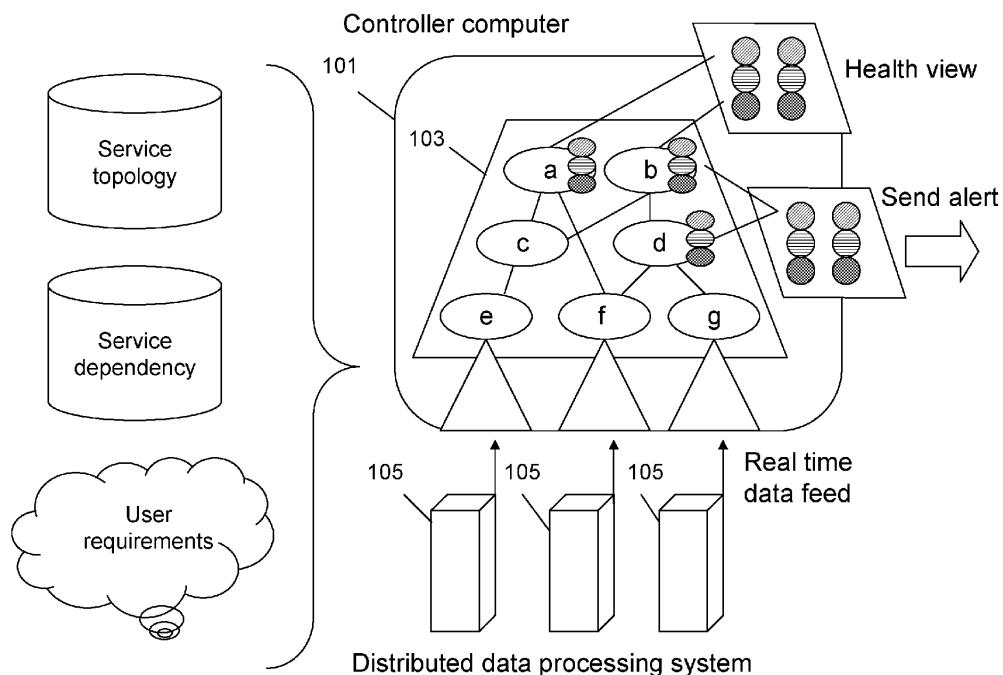 Controller computer
101
Health view
Service
topology
103
a
b
Send alert
c
d
Service
dependency
e
f
g
User
requirements
105
105
105
Real time
data feed
Distributed data processing system